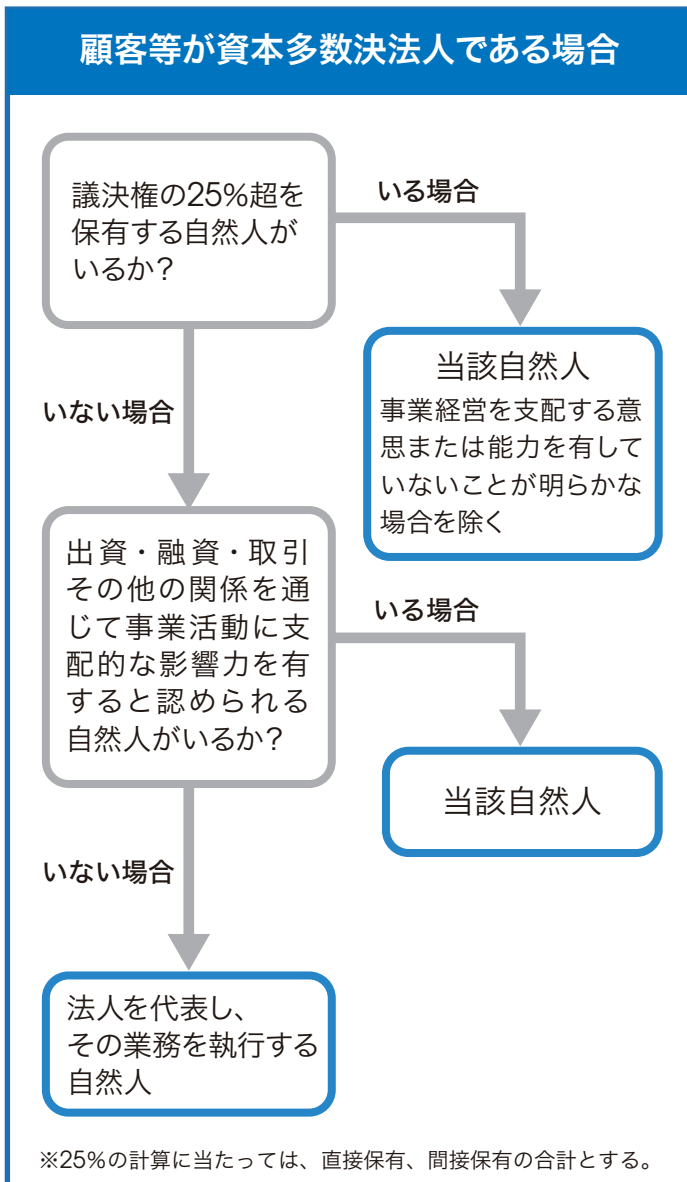 顧客等が資本多数決法人である場合
議決権の25%超を
保有する自然人が
いるか?
いる場合
当該自然人
事業経営を支配する意
思または能力を有して
いないことが明らかな
場合を除く
いない場合
出資・融資・取引
その他の関係を通
じて事業活動に支
配的な影響力を有
すると認められる
自然人がいるか?
いる場合
当該自然人
いない場合
法人を代表し、
その業務を執行する
自然人
※25%の計算に当たっては、直接保有、間接保有の合計とする。